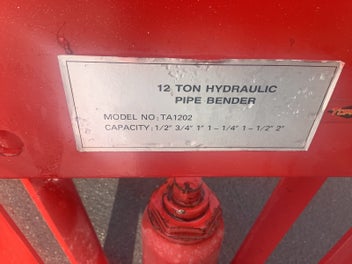 12 TON HYDRAULIC
PIPE BENDER
MODEL NO: TA1202
CAPACITY: 1/2" 3/4" 1" 1 – 1/4" 1 – 1/2" 2"